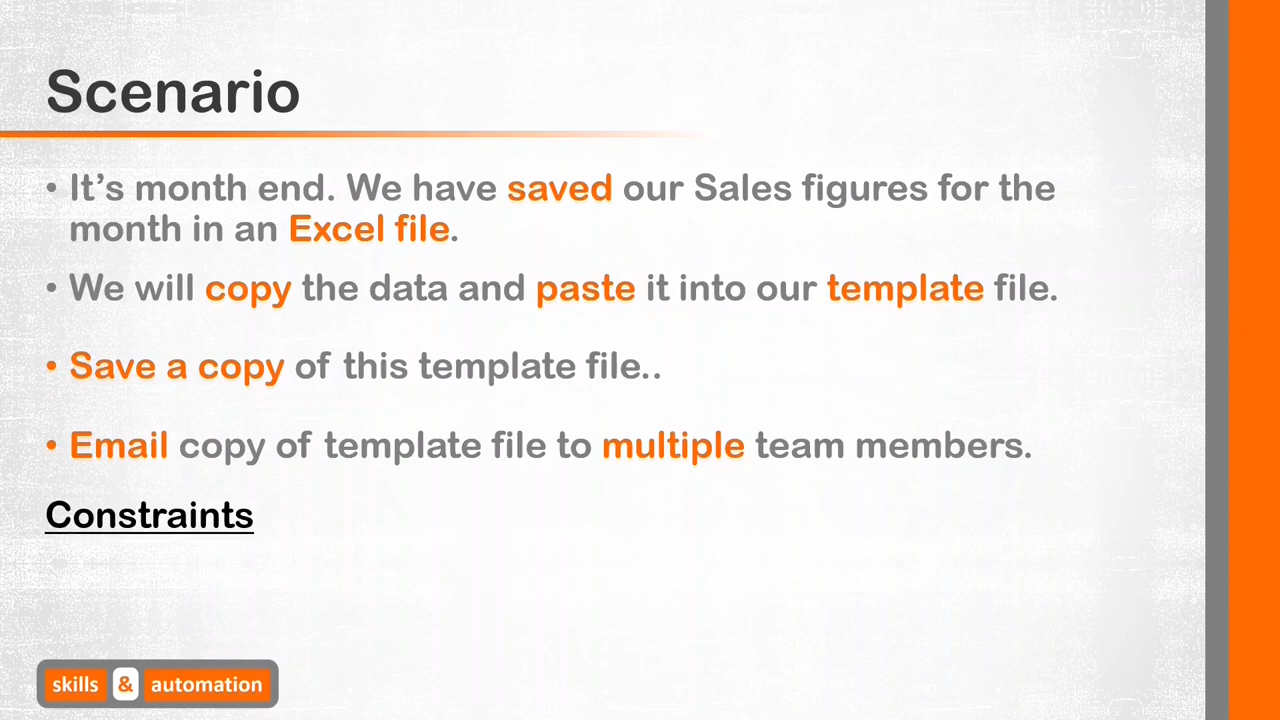 Scenario
• It’s month end. We have saved our Sales figures for the
month in an Excel file.
• We will copy the data and paste it into our template file.
• Save a copy of this template file..
• Email copy of template file to multiple team members.
Constraints
skills & automation